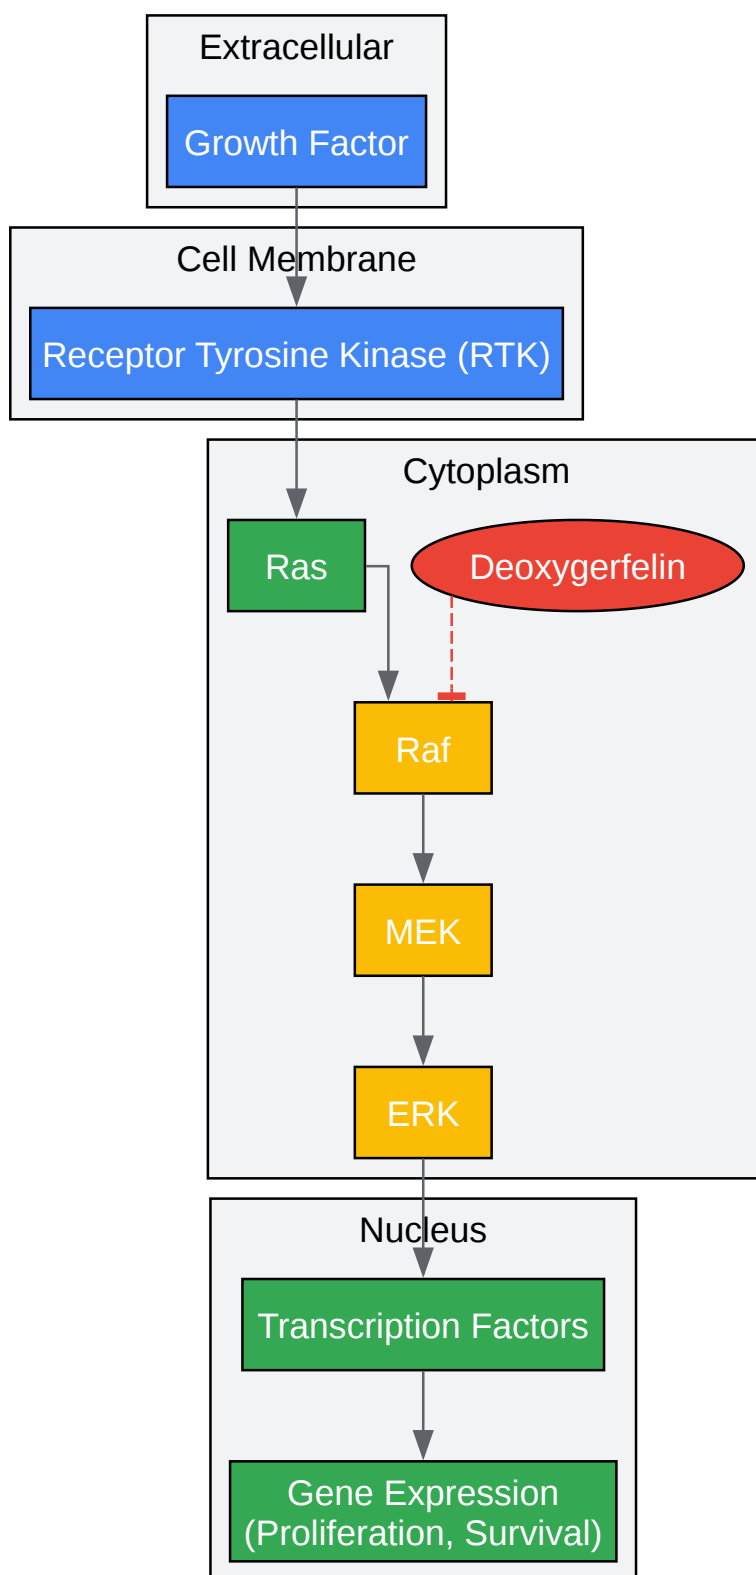 Extracellular
Growth Factor
Cell Membrane
Receptor Tyrosine Kinase (RTK)
Cytoplasm
Ras
Deoxygerfelin
Raf
MEK
ERK
Nucleus
Transcription Factors
Gene Expression
(Proliferation, Survival)